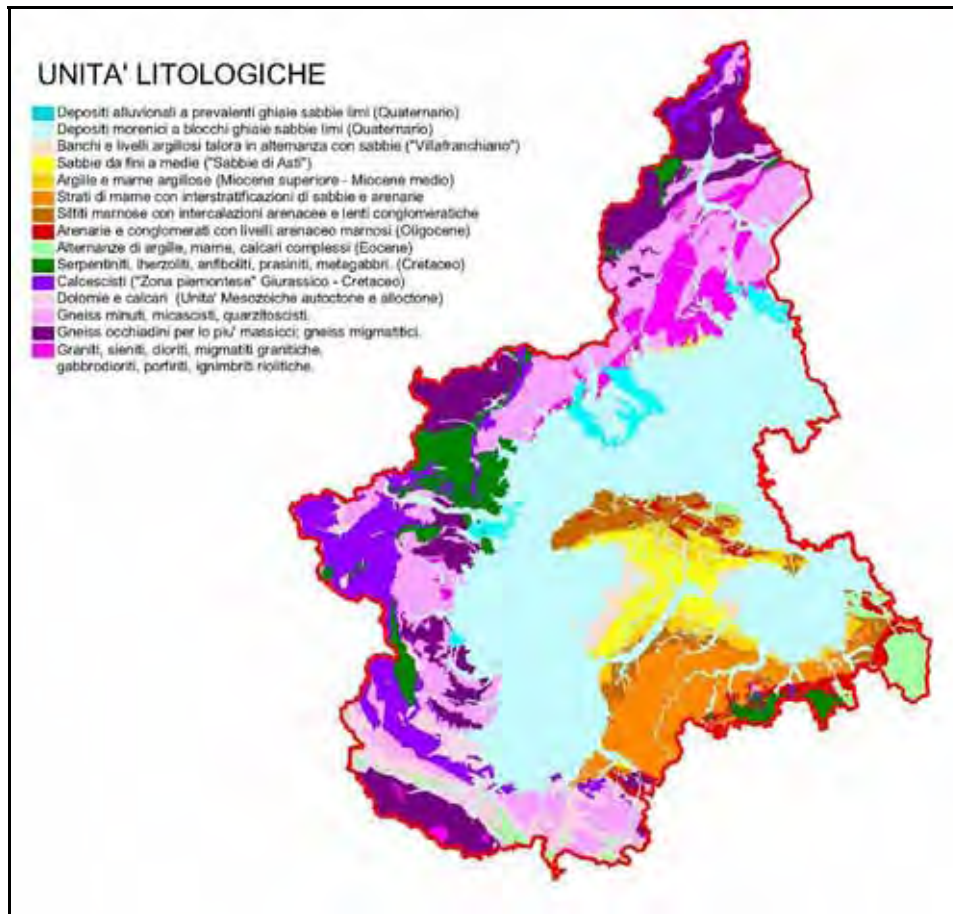 UNITA' LITOLOGICHE
Depositi alluvionali a prevalenti ghiaie sabbie limi (Quaternario)
Depositi morenici a blocchi ghiaie sabbie limi (Quaternario)
Banchi e livelli argillosi talora in alternanza con sabbie ("Villafranchiano")
Sabbie da fini a medie ("Sabbie di Asti")
Argille e marne argillose (Miocene superiore - Miocene medio)
Strati di marne con interstratificazioni di sabbie e arenarie
Siltiti marnose con intercalazioni arenacee e lenti conglomeratiche
Arenarie e conglomerati con livelli arenaceo marnosi (Oligocene)
Alternanze di argille, marne, calcari complessi (Eocene)
Serpentiniti, lherzoliti, anfiboliti, prasiniti, metagabbri. (Cretaceo)
Calcescisti ("Zona piemontese" Giurassico - Cretaceo)
Dolomie e calcari (Unita' Mesozoiche autoctone e alloctone)
Gneiss minuti, micascisti, quarzitoscisti.
Gneiss occhiadini per lo piu' massicci; gneiss migmatitici.
Graniti, sieniti, dioriti, migmatiti granitiche.
gabbrodioriti, porfiriti, ignimbriti riolitiche.